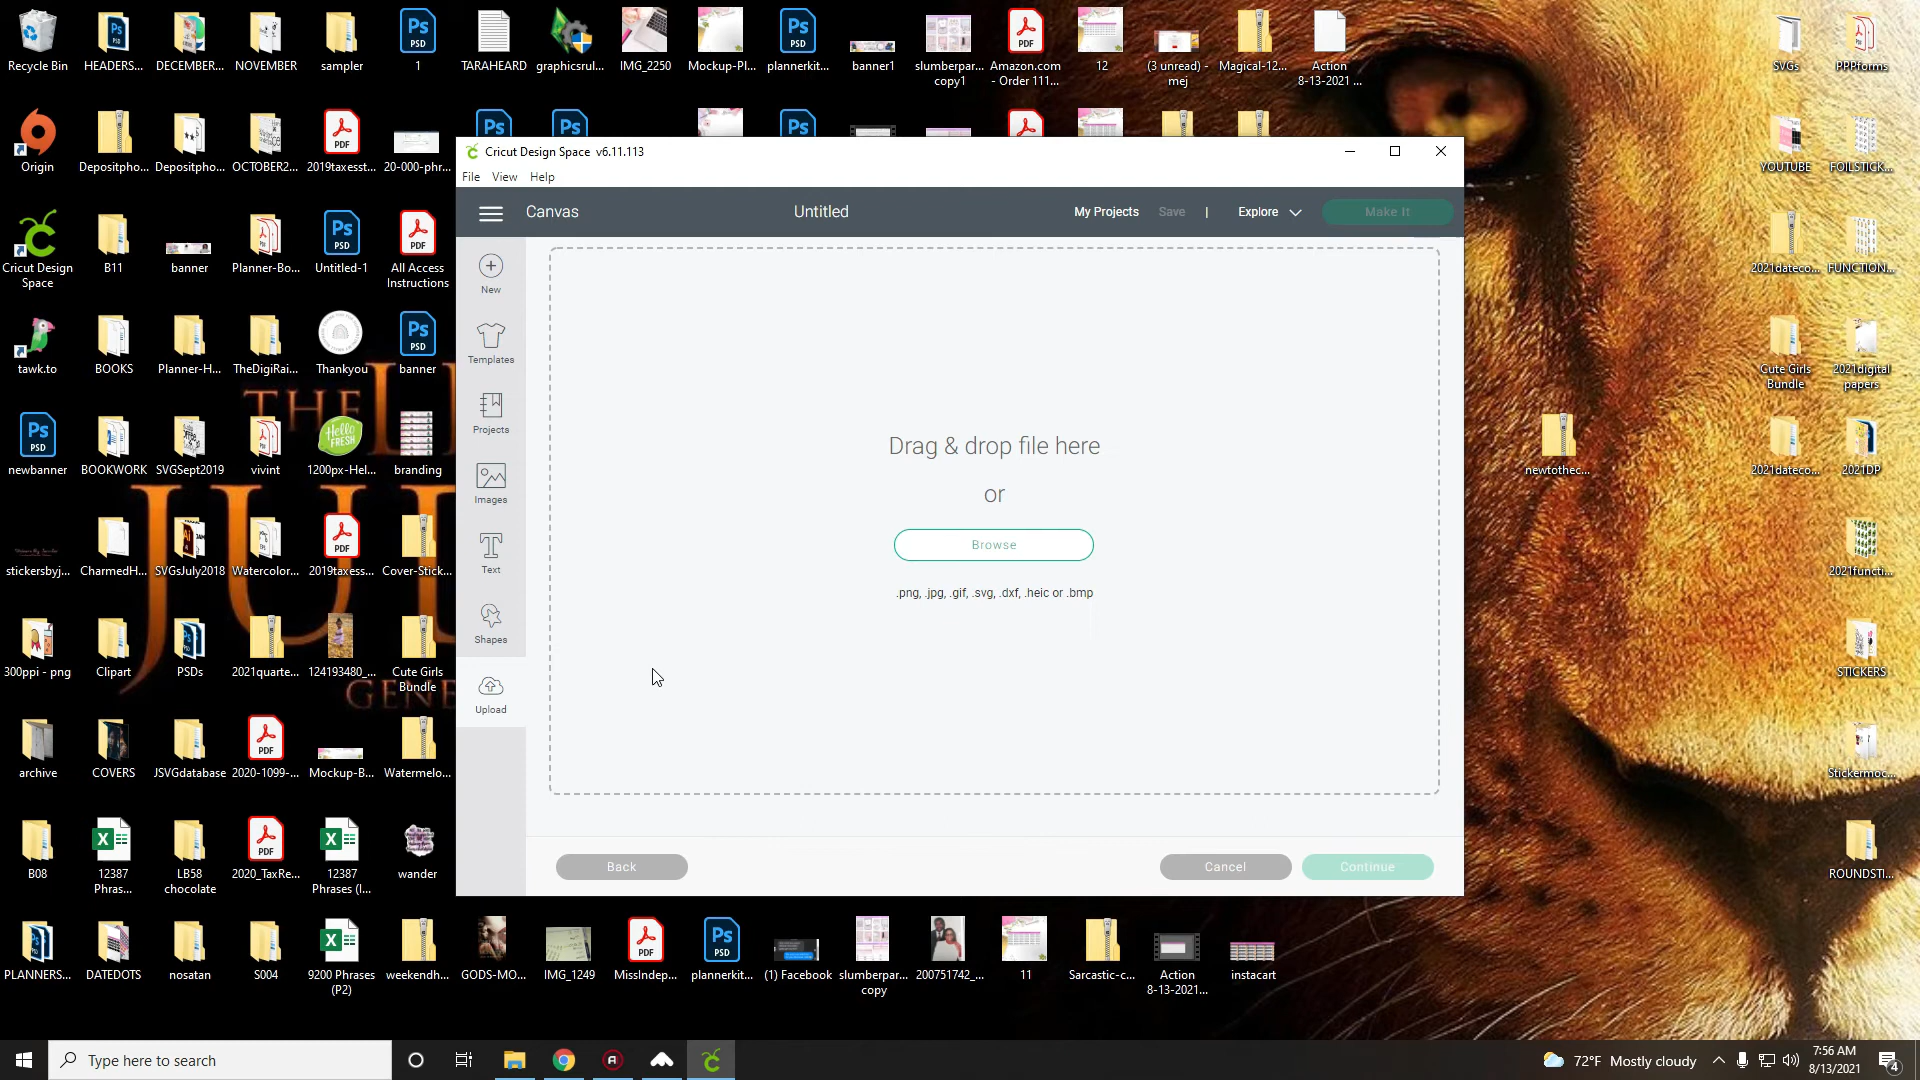 Recycle Bin
HEADERS...
DECEMBER...
NOVEMBER
sampler
1
TARAHEARD
graphicsrul...
IMG_2250
Mockup-Pl...
plannerkit...
banner1
slumberpar...
copy1
Amazon.com
- Order 111...
12
(3 unread) -
mej
Magical-12...
Action
8-13-2021 ...
SVGs
PPPforms
Origin
Depositpho...
Depositpho...
OCTOBER2...
2019taxesst...
20-000-phr...
YOUTUBE
FOILSTICK...
Cricut Design Space v6.11.113
File View Help
Canvas
Untitled
My Projects
Save
|
Explore
Make It
New
Templates
Projects
Images
Text
Shapes
Upload
Drag & drop file here
or
Browse
.png, .jpg, .gif, .svg, .dxf, .heic or .bmp
Back
Cancel
Continue
Cricut Design
Space
B11
banner
Planner-Bo...
Untitled-1
All Access
Instructions
2021dateco...
FUNCTION...
tawk.to
BOOKS
Planner-H...
TheDigiRai...
Thankyou
banner
Cute Girls
Bundle
2021digital
papers
THE
newbanner
BOOKWORK
SVGSept2019
vivint
HELLO
FRESH
1200px-Hel...
branding
newtothec...
2021dateco...
2021DP
stickersbyj...
CharmedH...
SVGsJuly2018
Watercolor...
2019taxess...
Cover-Stick...
2021functi...
300ppi - png
Clipart
PSDs
2021quarte...
124193480_...
Cute Girls
Bundle
STICKERS
archive
COVERS
JSVGdatabase
2020-1099-...
Mockup-B...
Watermelo...
Stickermoc...
B08
12387
Phras...
LB58
chocolate
2020_TaxRe...
12387
Phrases (I...
wander
ROUNDSTI...
PLANNERS...
DATEDOTS
nosatan
S004
9200 Phrases
(P2)
weekendh...
GODS-MO...
IMG_1249
MissIndep...
plannerkit...
(1) Facebook
slumberpar...
copy
200751742_...
11
Sarcastic-c...
Action
8-13-2021...
instacart
Type here to search
72°F Mostly cloudy
7:56 AM
8/13/2021
4